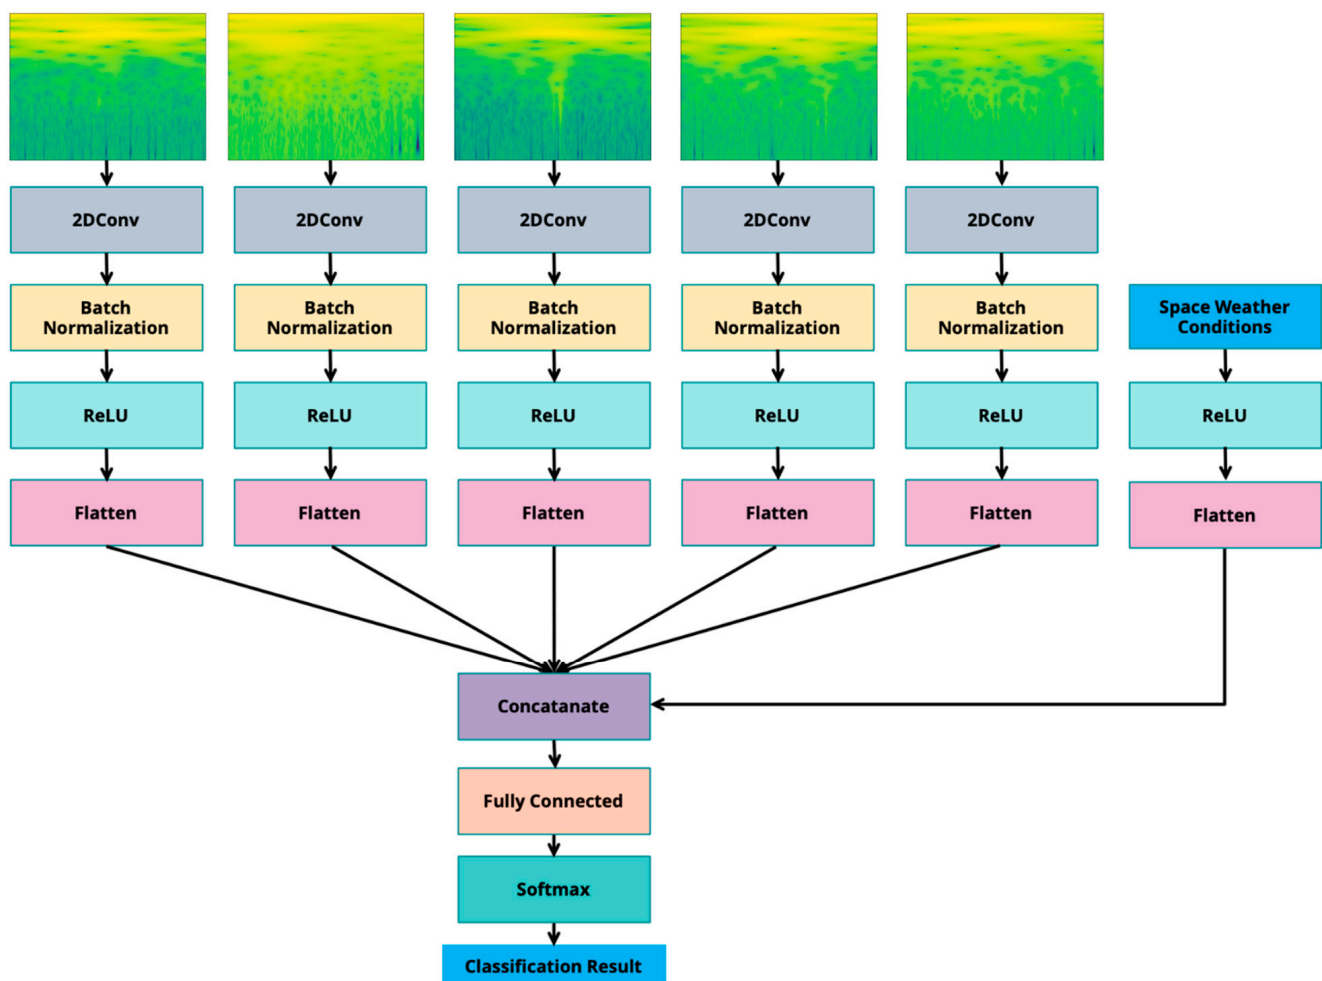 2DConv
2DConv
2DConv
2DConv
2DConv
Batch
Normalization
Batch
Normalization
Batch
Normalization
Batch
Normalization
Batch
Normalization
Space Weather
Conditions
ReLU
ReLU
ReLU
ReLU
ReLU
ReLU
Flatten
Flatten
Flatten
Flatten
Flatten
Flatten
Concatanate
Fully Connected
Softmax
Classification Result